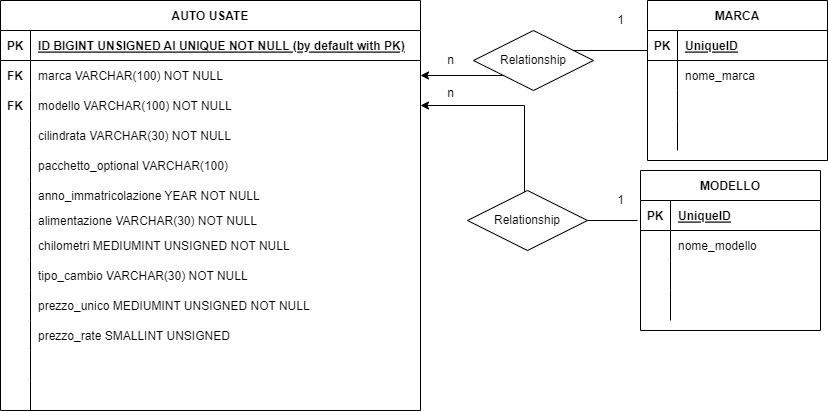 AUTO USATE
PK ID BIGINT UNSIGNED AI UNIQUE NOT NULL (by default with PK)
FK marca VARCHAR(100) NOT NULL
FK modello VARCHAR(100) NOT NULL
cilindrata VARCHAR(30) NOT NULL
pacchetto_optional VARCHAR(100)
anno_immatricolazione YEAR NOT NULL
alimentazione VARCHAR(30) NOT NULL
chilometri MEDIUMINT UNSIGNED NOT NULL
tipo_cambio VARCHAR(30) NOT NULL
prezzo_unico MEDIUMINT UNSIGNED NOT NULL
prezzo_rate SMALLINT UNSIGNED
n
Relationship
1
MARCA
PK UniqueID
nome_marca
n
Relationship
1
MODELLO
PK UniqueID
nome_modello